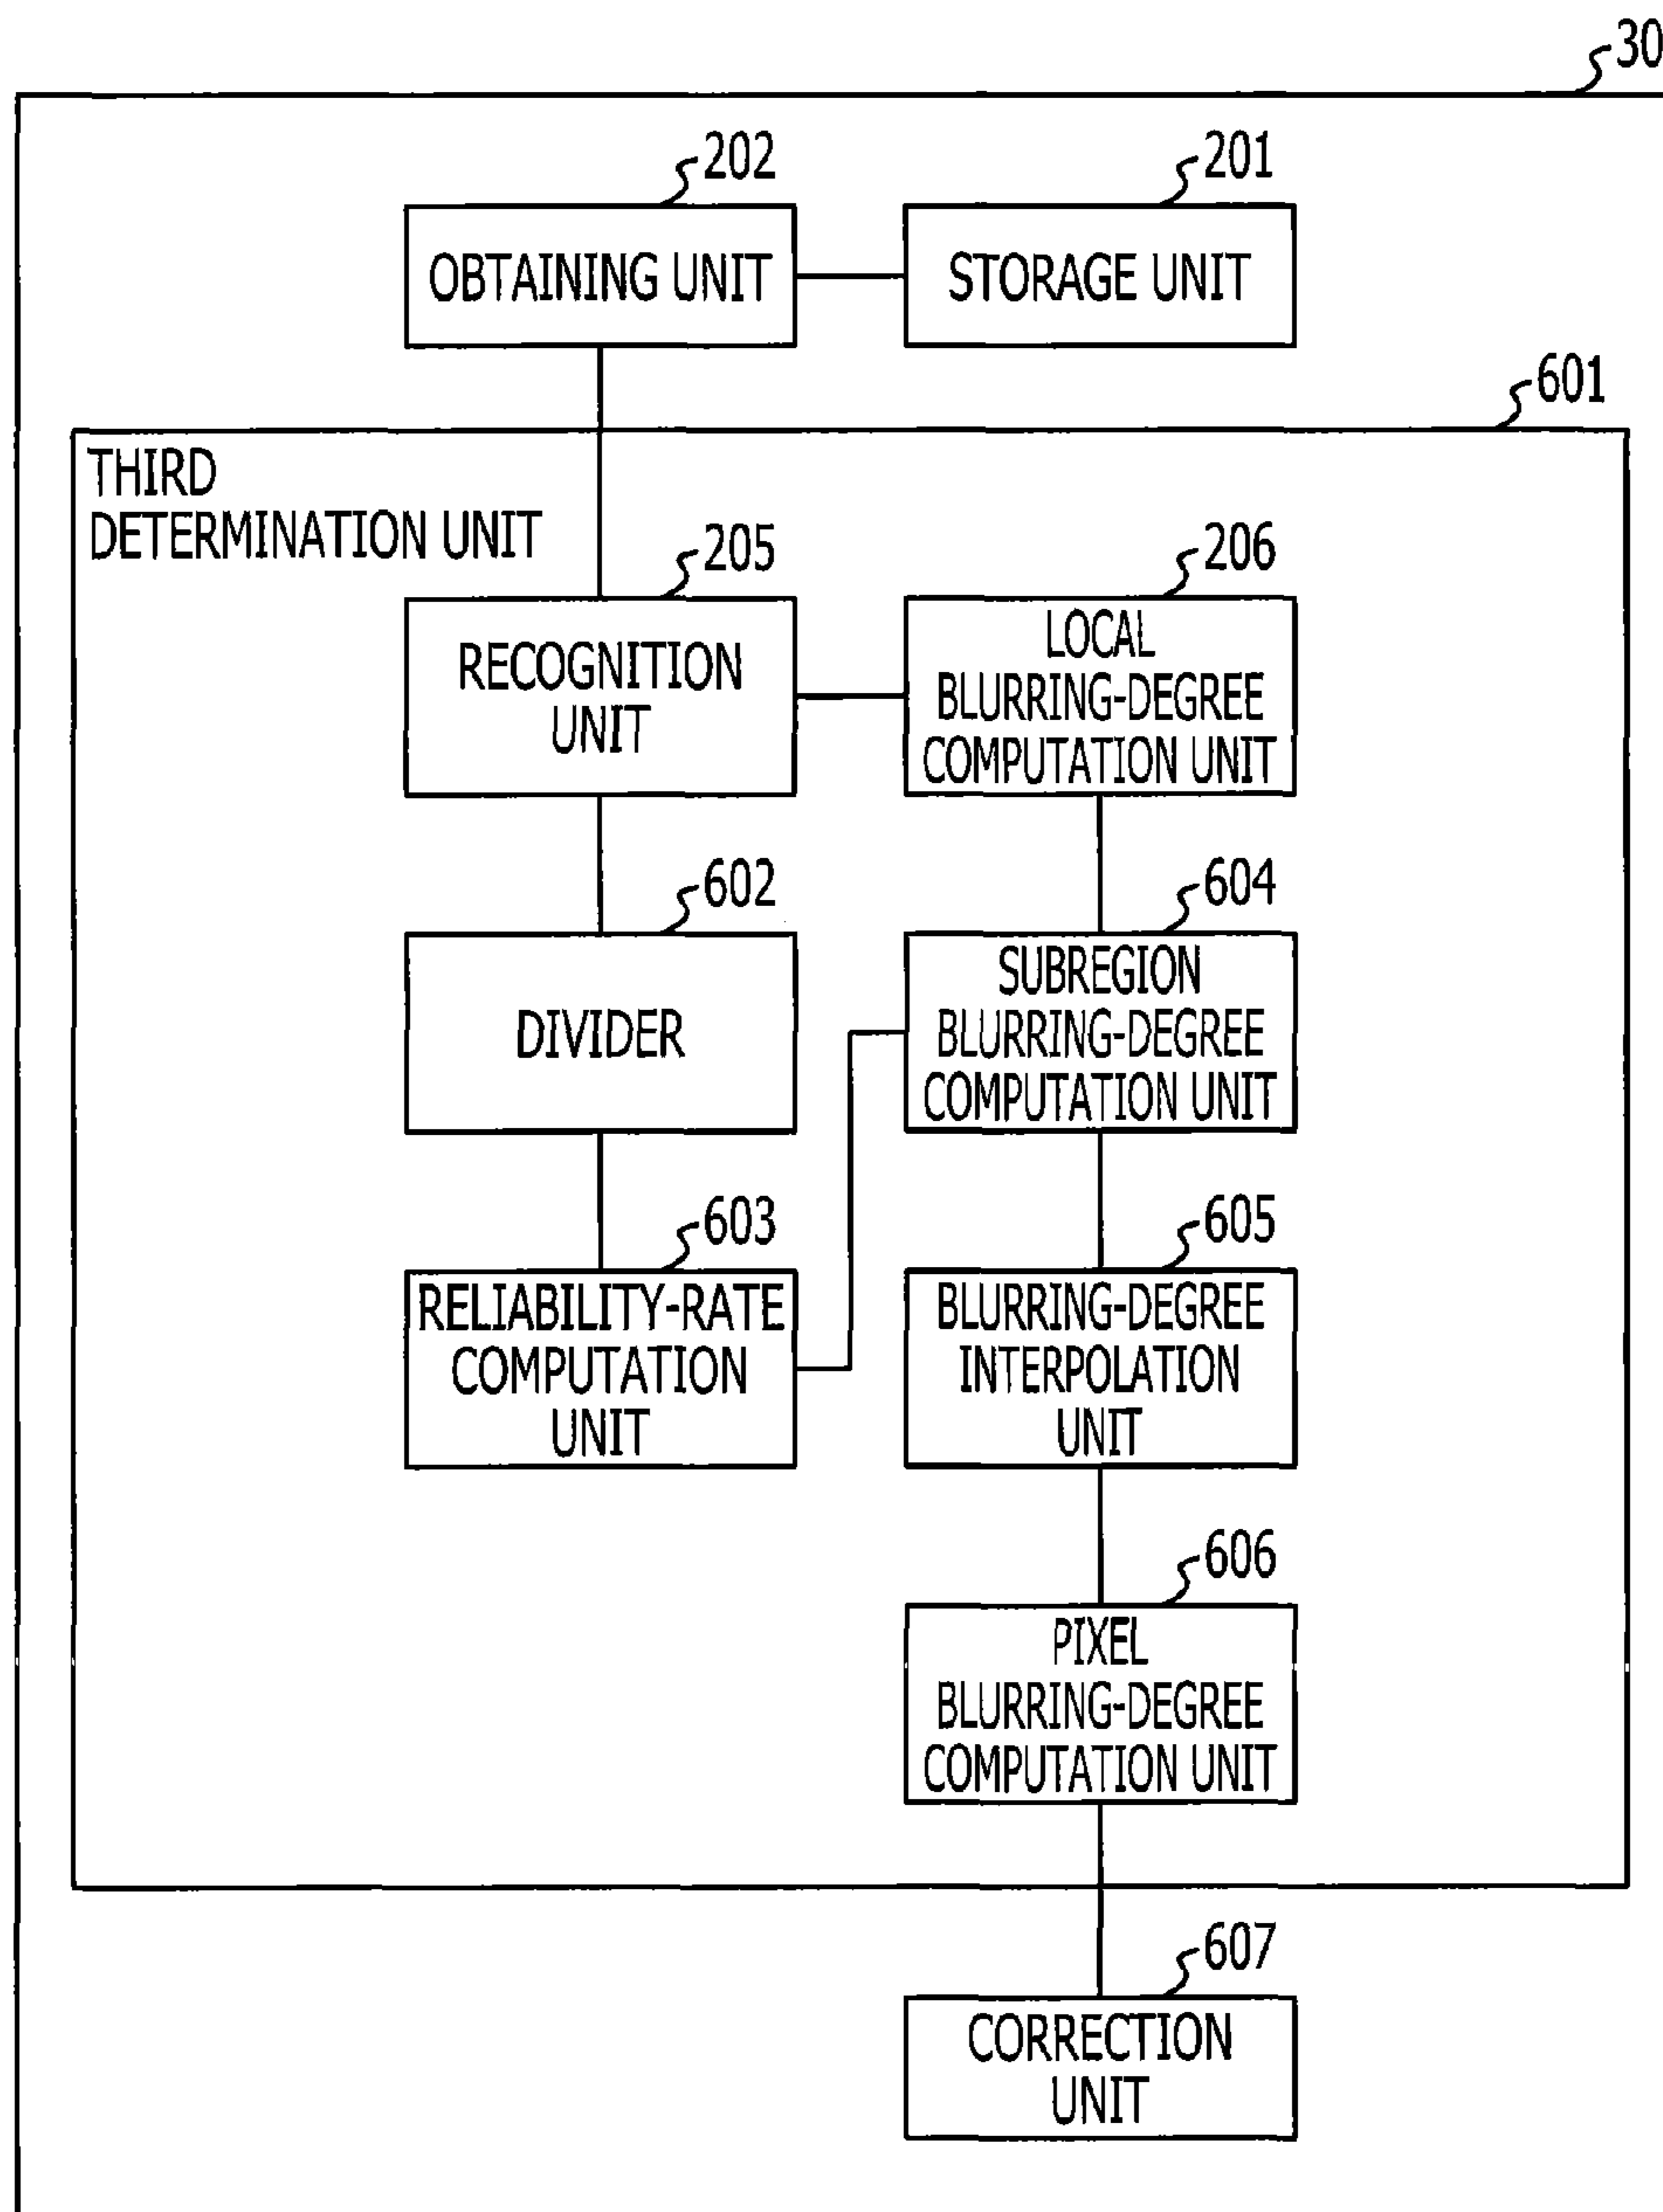 30
202
201
OBTAINING UNIT
STORAGE UNIT
601
THIRD
DETERMINATION UNIT
205
206
RECOGNITION
UNIT
LOCAL
BLURRING-DEGREE
COMPUTATION UNIT
602
604
DIVIDER
SUBREGION
BLURRING-DEGREE
COMPUTATION UNIT
603
605
RELIABILITY-RATE
COMPUTATION
UNIT
BLURRING-DEGREE
INTERPOLATION
UNIT
606
PIXEL
BLURRING-DEGREE
COMPUTATION UNIT
607
CORRECTION
UNIT